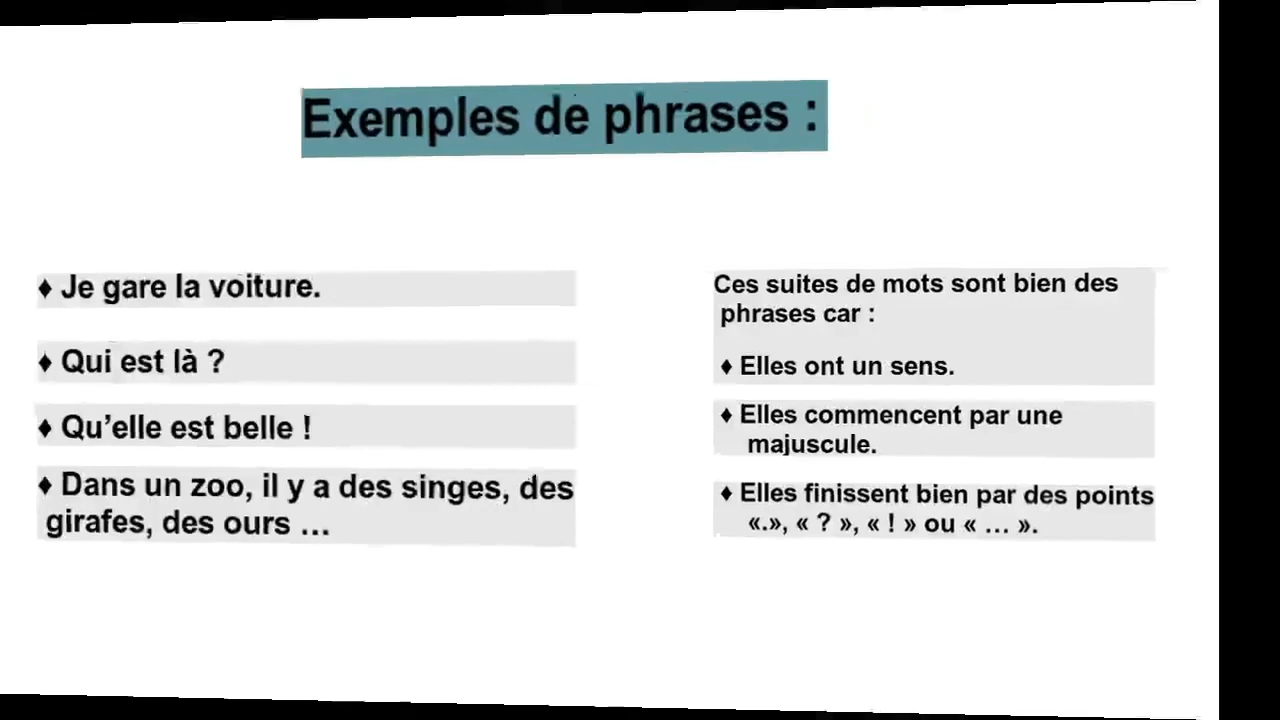 Exemples de phrases :
♦ Je gare la voiture.
♦ Qui est là ?
♦ Qu’elle est belle !
♦ Dans un zoo, il y a des singes, des
girafes, des ours ...
Ces suites de mots sont bien des
phrases car :
♦ Elles ont un sens.
♦ Elles commencent par une
majuscule.
♦ Elles finissent bien par des points
«.», « ? », « ! » ou « ... ».